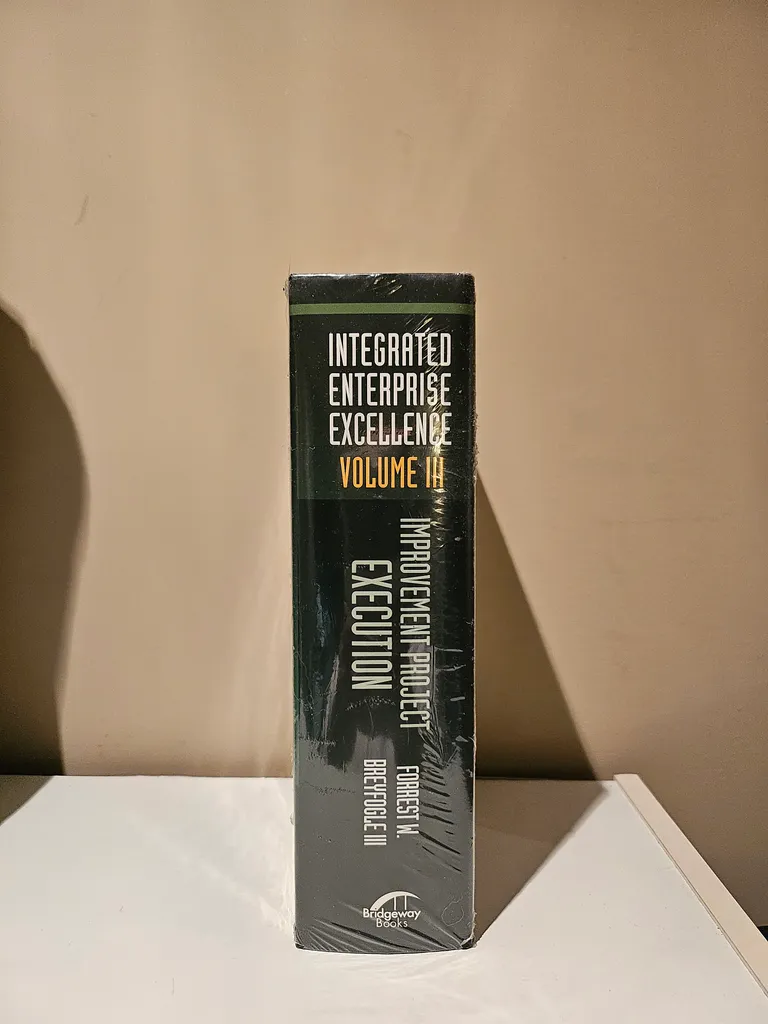 INTEGRATED
ENTERPRISE
EXCELLENCE
VOLUME III
IMPROVEMENT PROJECT
EXECUTION
FORREST W.
BREYFOGLE III
Bridgeway
Books